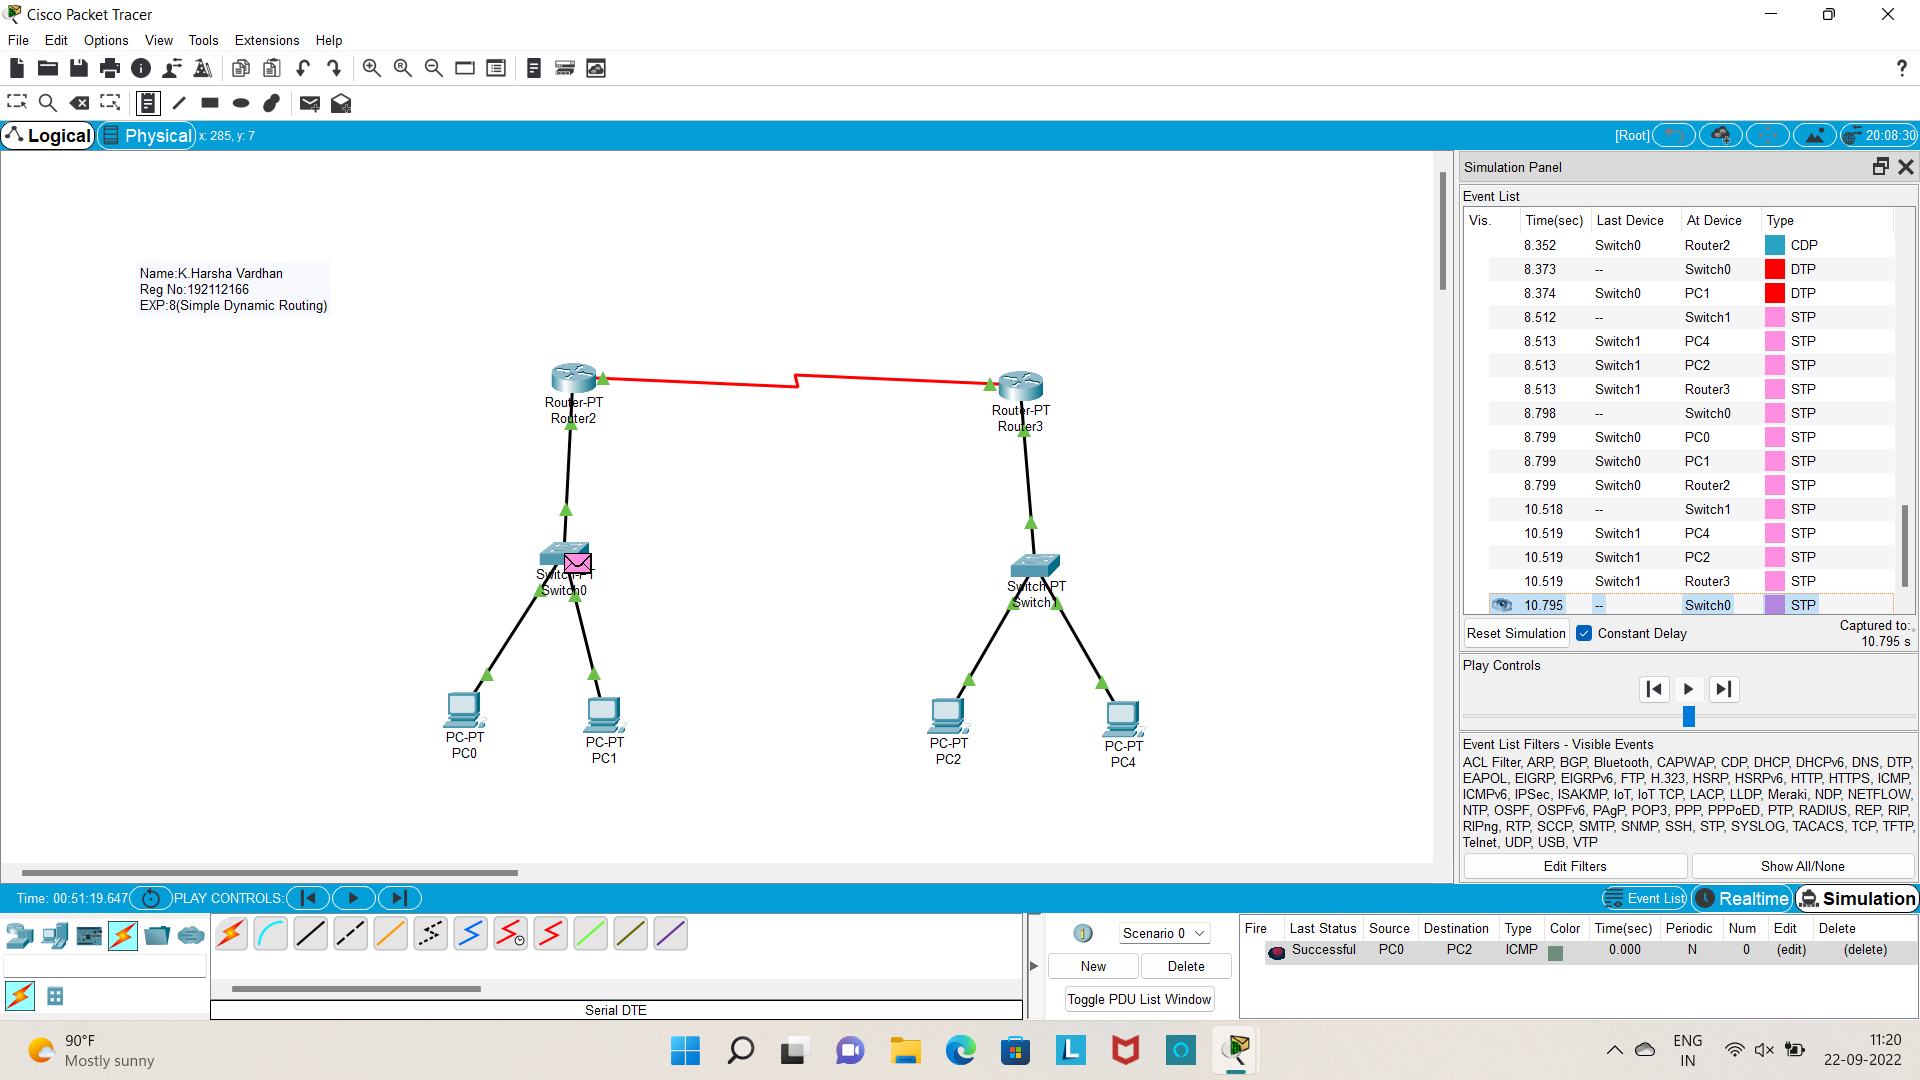 Cisco Packet Tracer
File Edit Options View Tools Extensions Help
?
Logical Physical x: 285, y: 7 [Root] 20:08:30
Name:K.Harsha Vardhan
Reg No:192112166
EXP:8(Simple Dynamic Routing)
Router-PT
Router2
Router-PT
Router3
Switch-PT
Switch0
Switch-PT
Switch1
PC-PT
PC0
PC-PT
PC1
PC-PT
PC2
PC-PT
PC4
Simulation Panel
Event List
Vis. Time(sec) Last Device At Device Type
8.352 Switch0 Router2 CDP
8.373 -- Switch0 DTP
8.374 Switch0 PC1 DTP
8.512 -- Switch1 STP
8.513 Switch1 PC4 STP
8.513 Switch1 PC2 STP
8.513 Switch1 Router3 STP
8.798 -- Switch0 STP
8.799 Switch0 PC0 STP
8.799 Switch0 PC1 STP
8.799 Switch0 Router2 STP
10.518 -- Switch1 STP
10.519 Switch1 PC4 STP
10.519 Switch1 PC2 STP
10.519 Switch1 Router3 STP
10.795 -- Switch0 STP
Reset Simulation Constant Delay Captured to:
10.795 s
Play Controls
Event List Filters - Visible Events
ACL Filter, ARP, BGP, Bluetooth, CAPWAP, CDP, DHCP, DHCPv6, DNS, DTP,
EAPOL, EIGRP, EIGRPv6, FTP, H.323, HSRP, HSRPv6, HTTP, HTTPS, ICMP,
ICMPv6, IPSec, ISAKMP, IoT, IoT TCP, LACP, LLDP, Meraki, NDP, NETFLOW,
NTP, OSPF, OSPFv6, PAgP, POP3, PPP, PPPoED, PTP, RADIUS, REP, RIP,
RIPng, RTP, SCCP, SMTP, SNMP, SSH, STP, SYSLOG, TACACS, TCP, TFTP,
Telnet, UDP, USB, VTP
Edit Filters Show All/None
Time: 00:51:19.647 PLAY CONTROLS: Event List Realtime Simulation
Serial DTE
1 Scenario 0
New Delete
Toggle PDU List Window
Fire Last Status Source Destination Type Color Time(sec) Periodic Num Edit Delete
Successful PC0 PC2 ICMP 0.000 N 0 (edit) (delete)
90°F
Mostly sunny
ENG
IN
11:20
22-09-2022